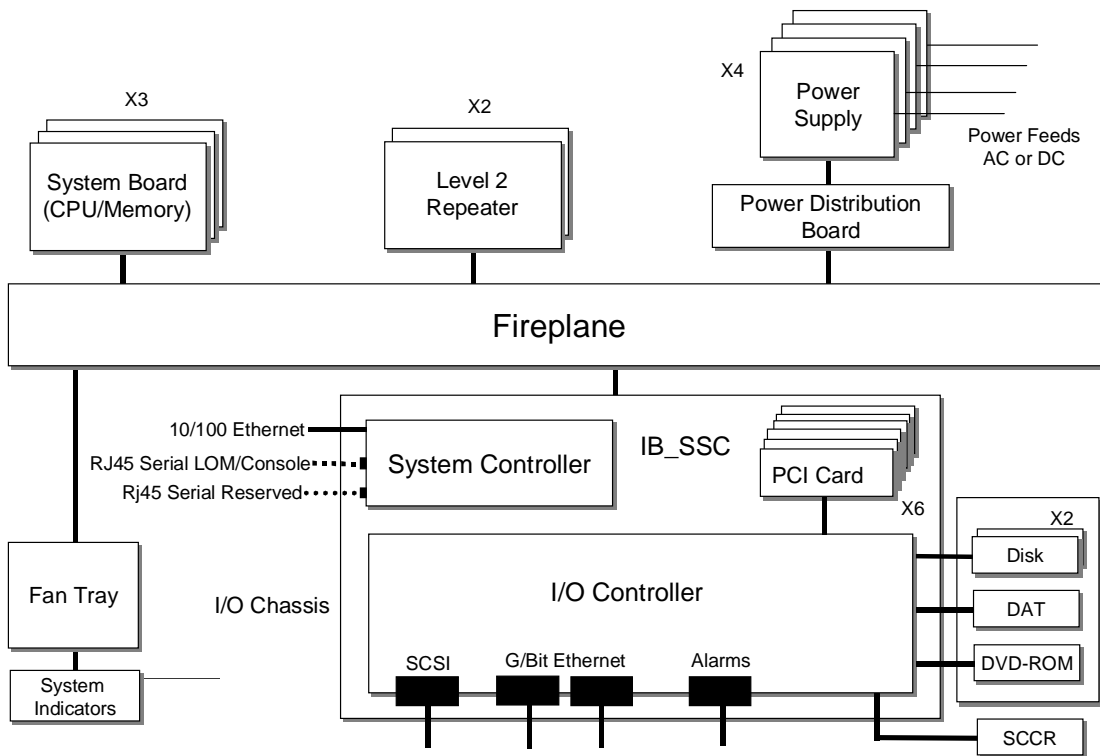 X4
Power
Supply
Power Feeds
AC or DC
X3
System Board
(CPU/Memory)
X2
Level 2
Repeater
Power Distribution
Board
Fireplane
10/100 Ethernet
RJ45 Serial LOM/Console
Rj45 Serial Reserved
System Controller
IB_SSC
PCI Card
X6
Fan Tray
System
Indicators
I/O Chassis
I/O Controller
SCSI
G/Bit Ethernet
Alarms
X2
Disk
DAT
DVD-ROM
SCCR